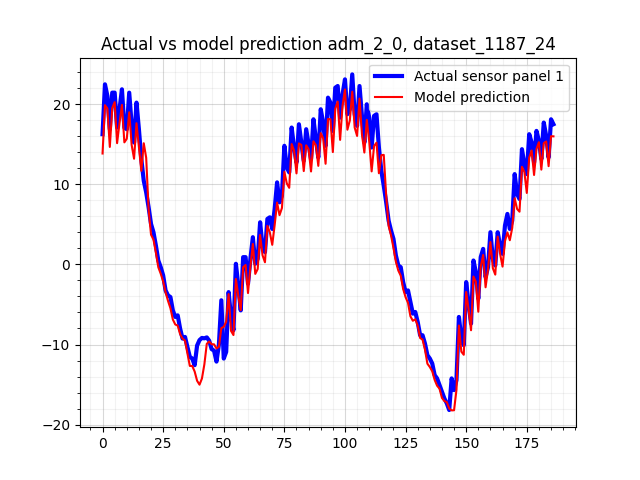 Actual vs model prediction adm_2_0, dataset_1187_24
Actual sensor panel 1
Model prediction
20
10
0
−10
−20
0 25 50 75 100 125 150 175